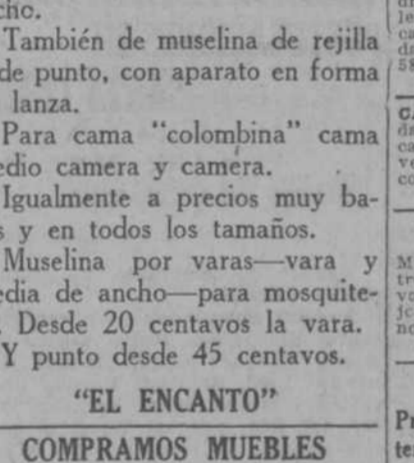 cho.
También de muselina de rejilla
de punto, con aparato en forma
lanza.
Para cama "colombina" cama
edio camera y camera.
Igualmente a precios muy ba-
s y en todos los tamaños.
Muselina por varas—vara y
edia de ancho—para mosquite-
. Desde 20 centavos la vara.
Y punto desde 45 centavos.
"EL ENCANTO"
COMPRAMOS MUEBLES